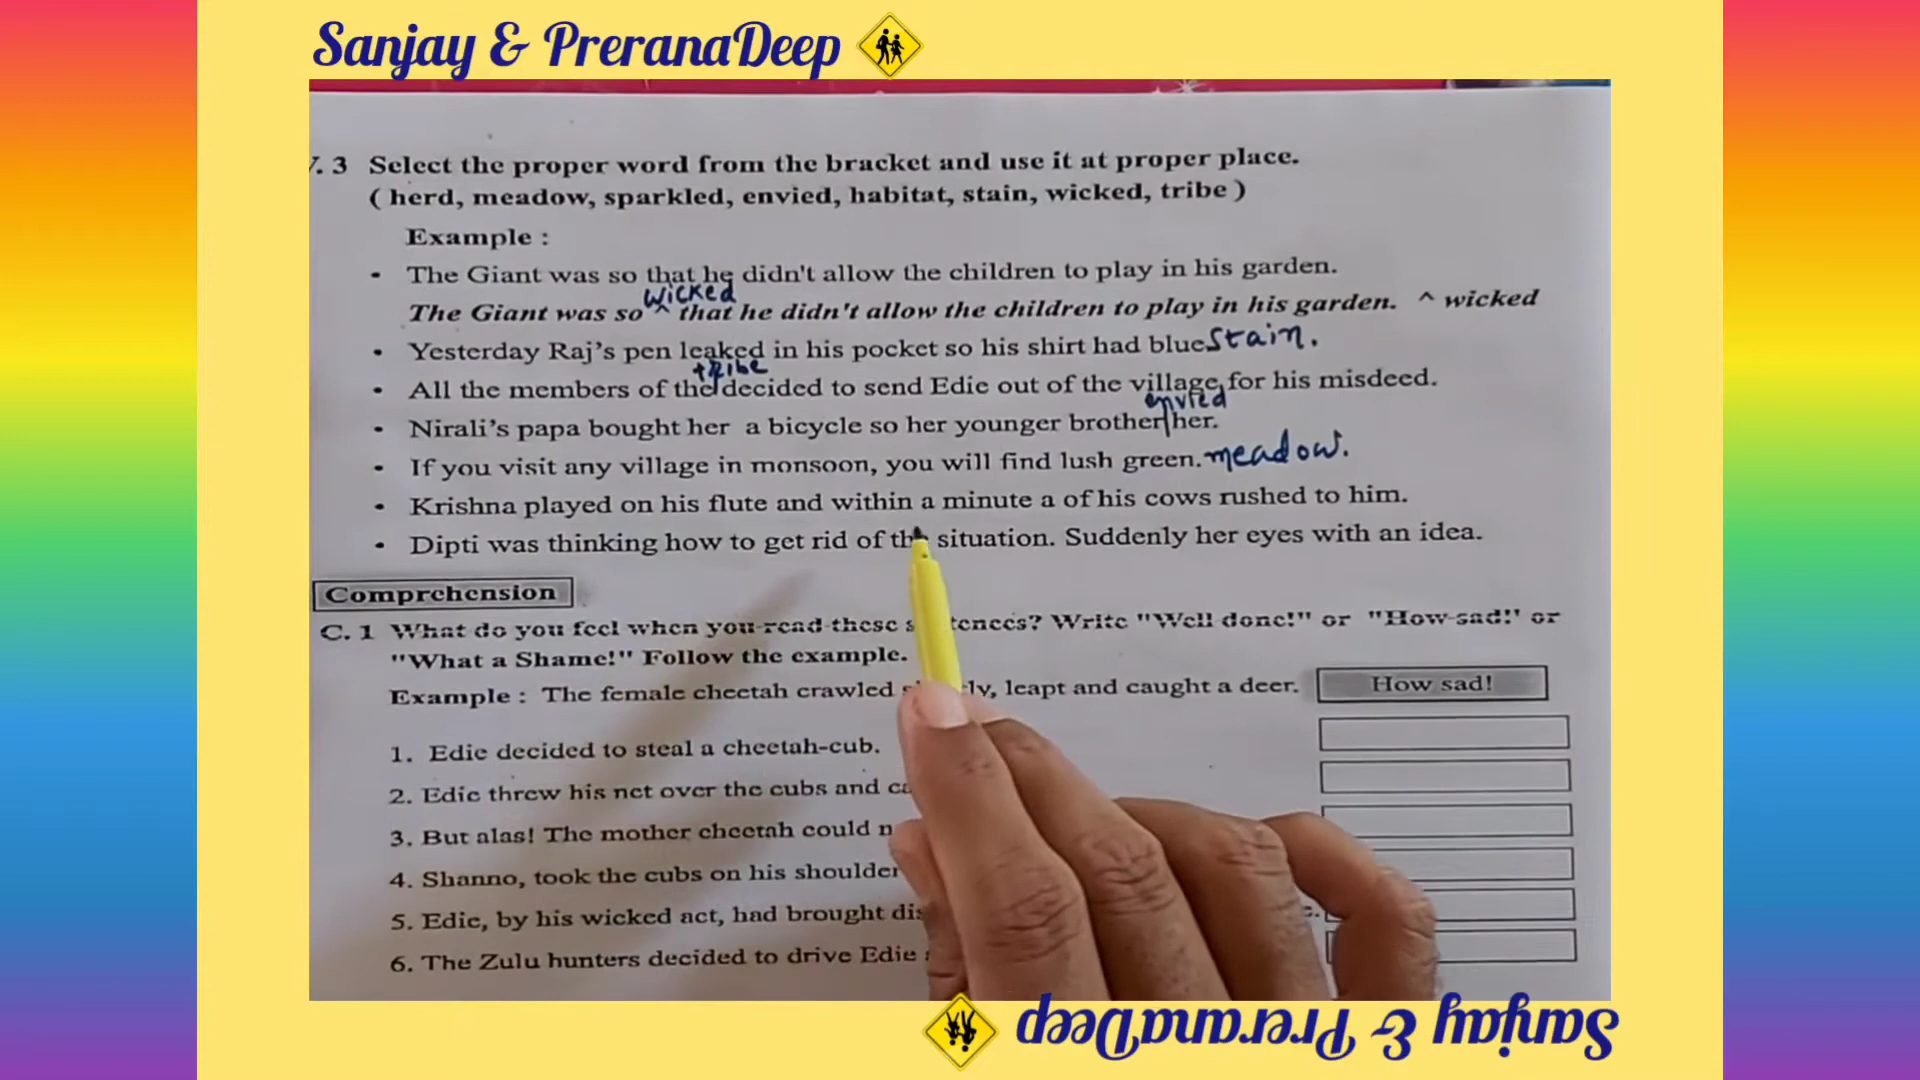 Sanjay & PreranaDeep
V. 3 Select the proper word from the bracket and use it at proper place.
( herd, meadow, sparkled, envied, habitat, stain, wicked, tribe )
Example :
• The Giant was so that he didn't allow the children to play in his garden.
wicked
The Giant was so ^ that he didn't allow the children to play in his garden. ^ wicked
• Yesterday Raj's pen leaked in his pocket so his shirt had blue stain.
tribe
• All the members of the decided to send Edie out of the village for his misdeed.
envied
• Nirali's papa bought her a bicycle so her younger brother her.
• If you visit any village in monsoon, you will find lush green. meadow.
• Krishna played on his flute and within a minute a of his cows rushed to him.
• Dipti was thinking how to get rid of the situation. Suddenly her eyes with an idea.
Comprehension
C. 1 What do you feel when you read these sentences? Write "Well done!" or "How sad!" or
"What a Shame!" Follow the example.
Example : The female cheetah crawled leapt and caught a deer. How sad!
1. Edie decided to steal a cheetah-cub.
2. Edie threw his net over the cubs and
3. But alas! The mother cheetah could
4. Shanno, took the cubs on his shoulder
5. Edie, by his wicked act, had brought
6. The Zulu hunters decided to drive Edie
Sanjay & PreranaDeep